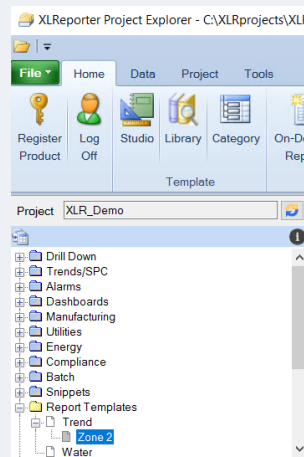 XLReporter Project Explorer - C:\XLRprojects\XL
File Home Data Project Tools
Register Product Log Off Studio Library Category On-De Rep
Template
Project XLR_Demo
Drill Down
Trends/SPC
Alarms
Dashboards
Manufacturing
Utilities
Energy
Compliance
Batch
Snippets
Report Templates
Trend
Zone 2
Water